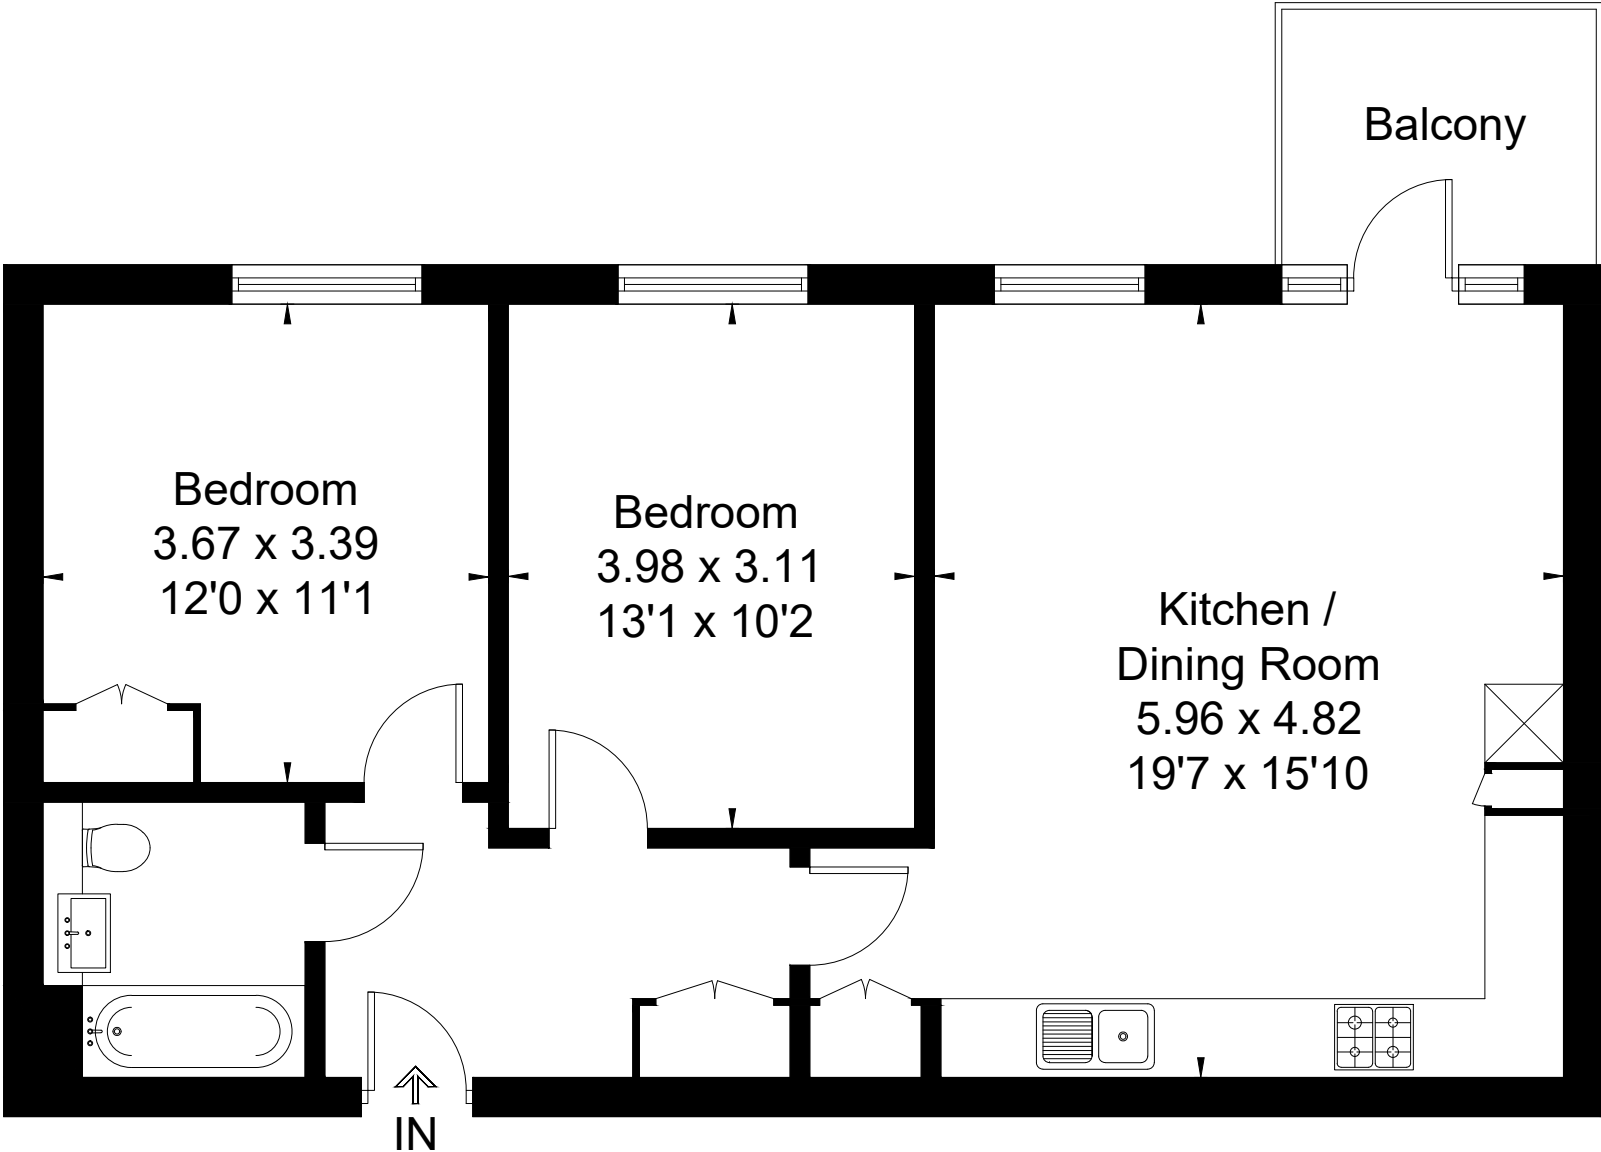 Balcony
Bedroom
3.67 x 3.39
12'0 x 11'1
Bedroom
3.98 x 3.11
13'1 x 10'2
Kitchen /
Dining Room
5.96 x 4.82
19'7 x 15'10
IN